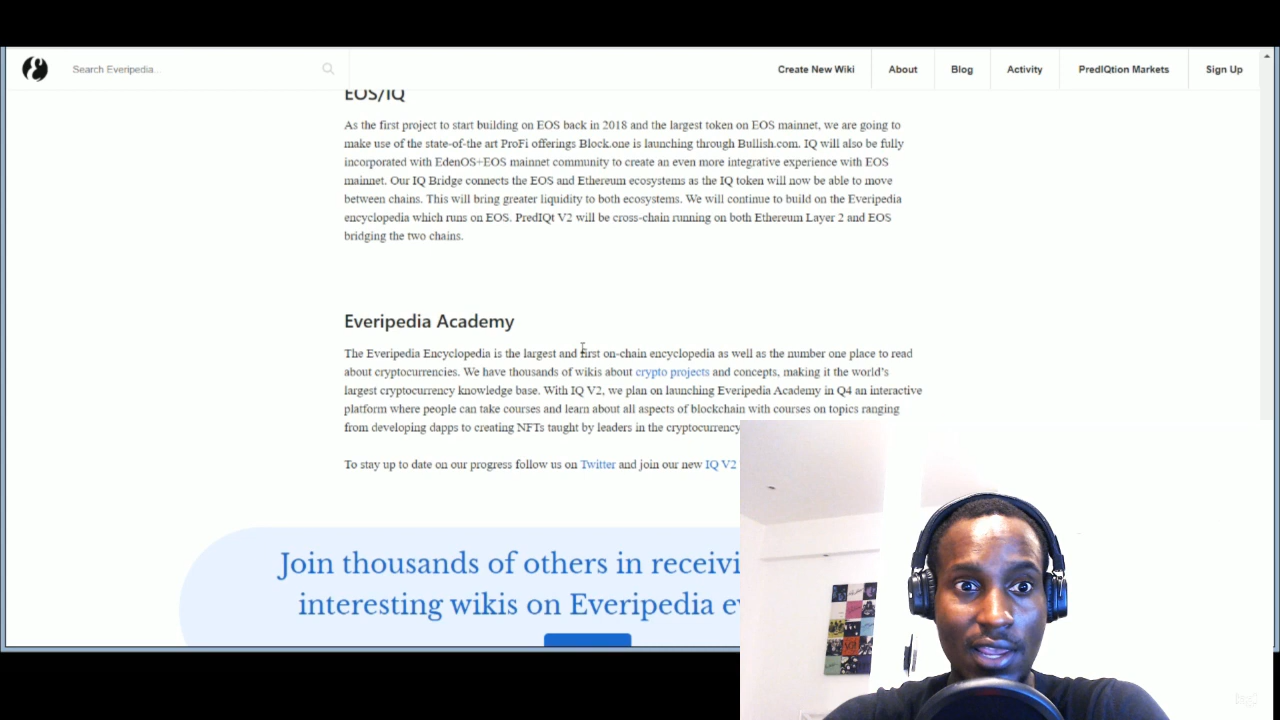 Search Everipedia...
Create New Wiki
About
Blog
Activity
PredIQtion Markets
Sign Up
EOS/IQ
As the first project to start building on EOS back in 2018 and the largest token on EOS mainnet, we are going to
make use of the state-of-the art ProFi offerings Block.one is launching through Bullish.com. IQ will also be fully
incorporated with EdenOS+EOS mainnet community to create an even more integrative experience with EOS
mainnet. Our IQ Bridge connects the EOS and Ethereum ecosystems as the IQ token will now be able to move
between chains. This will bring greater liquidity to both ecosystems. We will continue to build on the Everipedia
encyclopedia which runs on EOS. PredIQt V2 will be cross-chain running on both Ethereum Layer 2 and EOS
bridging the two chains.
Everipedia Academy
The Everipedia Encyclopedia is the largest and first on-chain encyclopedia as well as the number one place to read
about cryptocurrencies. We have thousands of wikis about crypto projects and concepts, making it the world's
largest cryptocurrency knowledge base. With IQ V2, we plan on launching Everipedia Academy in Q4 an interactive
platform where people can take courses and learn about all aspects of blockchain with courses on topics ranging
from developing dapps to creating NFTs taught by leaders in the cryptocurrency
To stay up to date on our progress follow us on Twitter and join our new IQ V2
Join thousands of others in receivi
interesting wikis on Everipedia ev